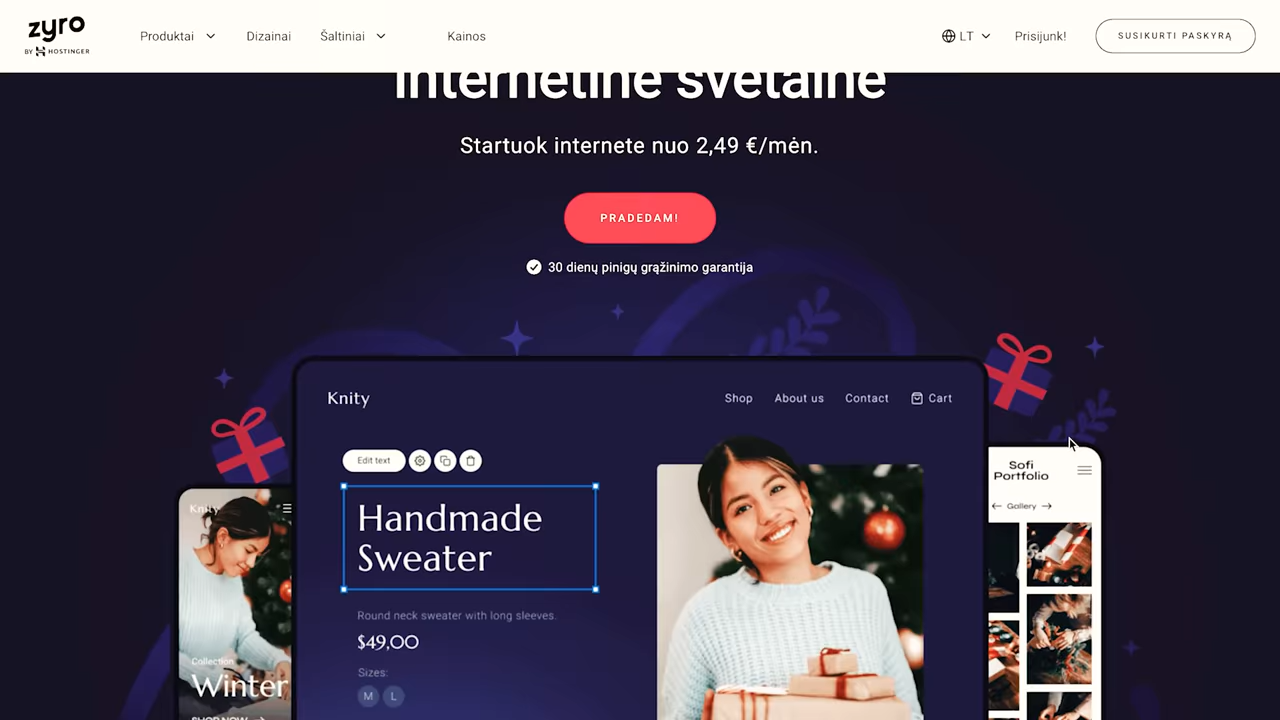 zyro
BY HOSTINGER
Produktai
Dizainai
Šaltiniai
Kainos
LT
Prisijunk!
SUSIKURTI PASKYRĄ
internetinė svetainė
Startuok internete nuo 2,49 €/mėn.
PRADEDAM!
30 dienų pinigų grąžinimo garantija
Knity
Shop
About us
Contact
Cart
Edit text
Handmade
Sweater
Round neck sweater with long sleeves.
$49,00
Sizes:
M L
Knity
Collection
Winter
SHOP NOW
Sofi
Portfolio
Gallery